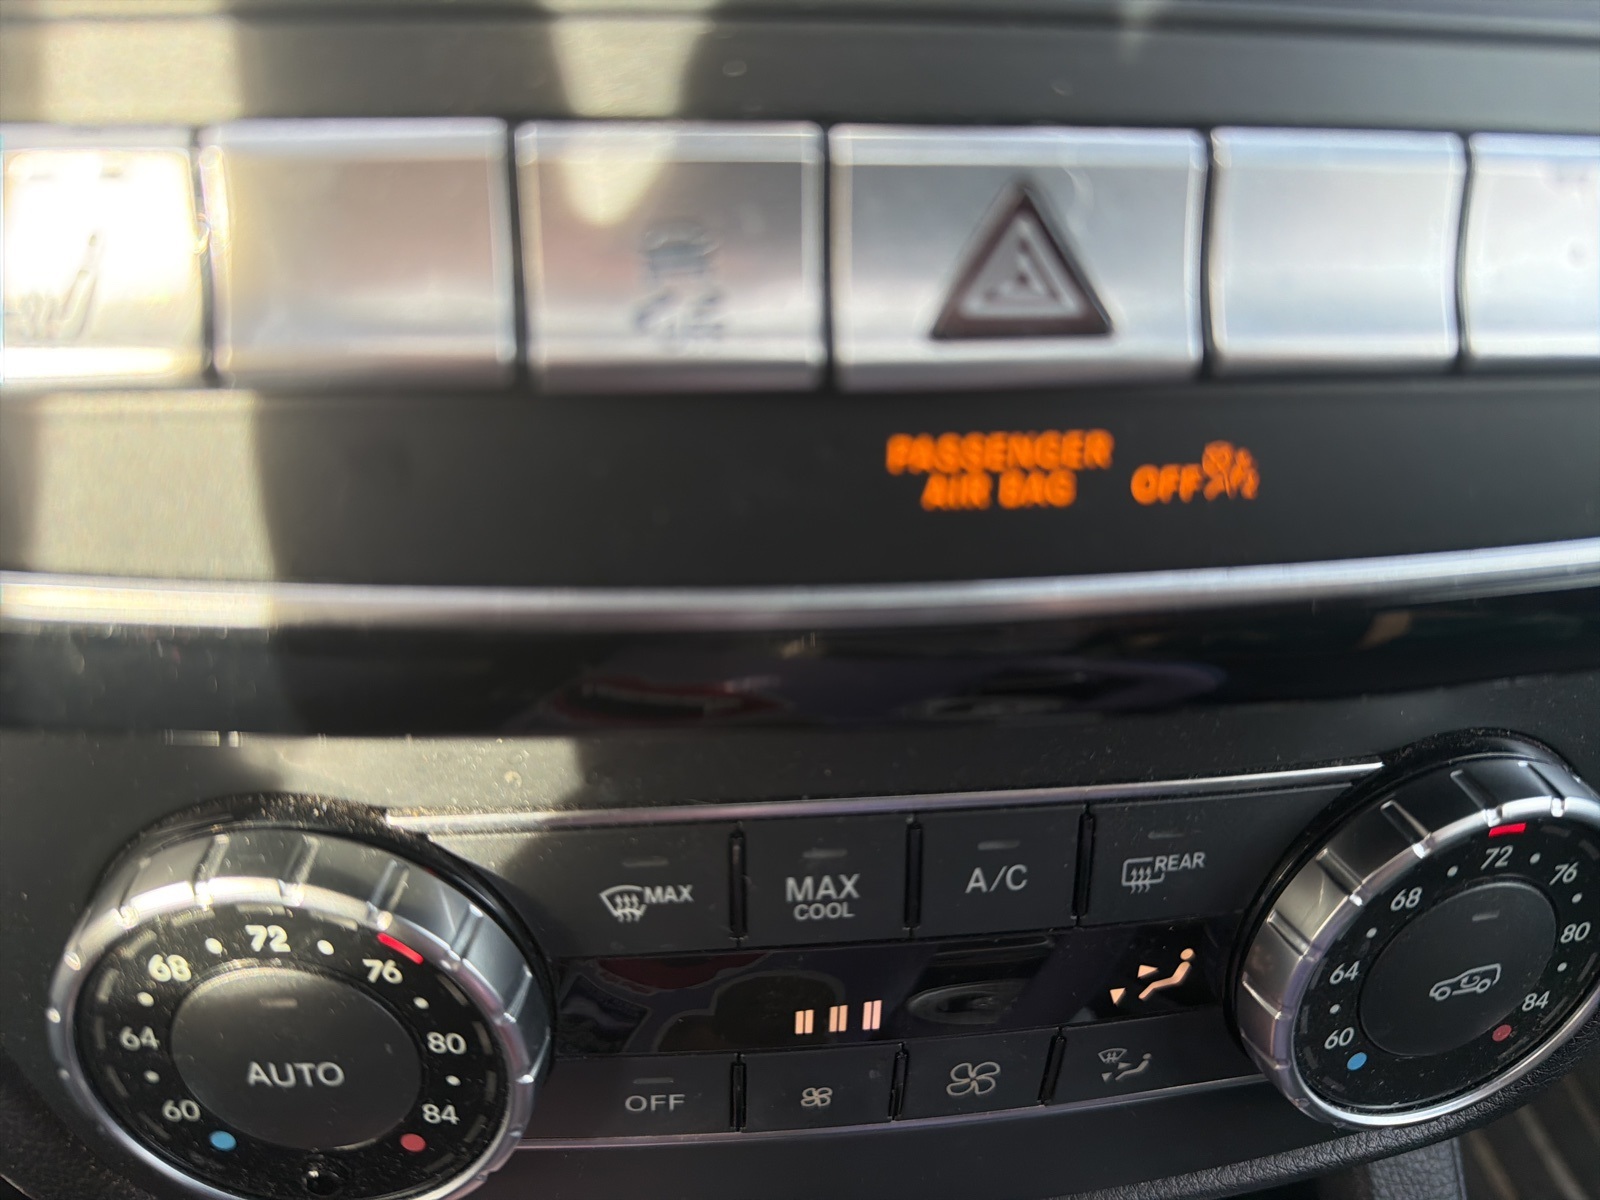 PASSENGER
AIR BAG OFF
MAX
MAX
COOL
A/C
REAR
60 64 68 72 76 80 84
AUTO
OFF
60 64 68 72 76 80 84